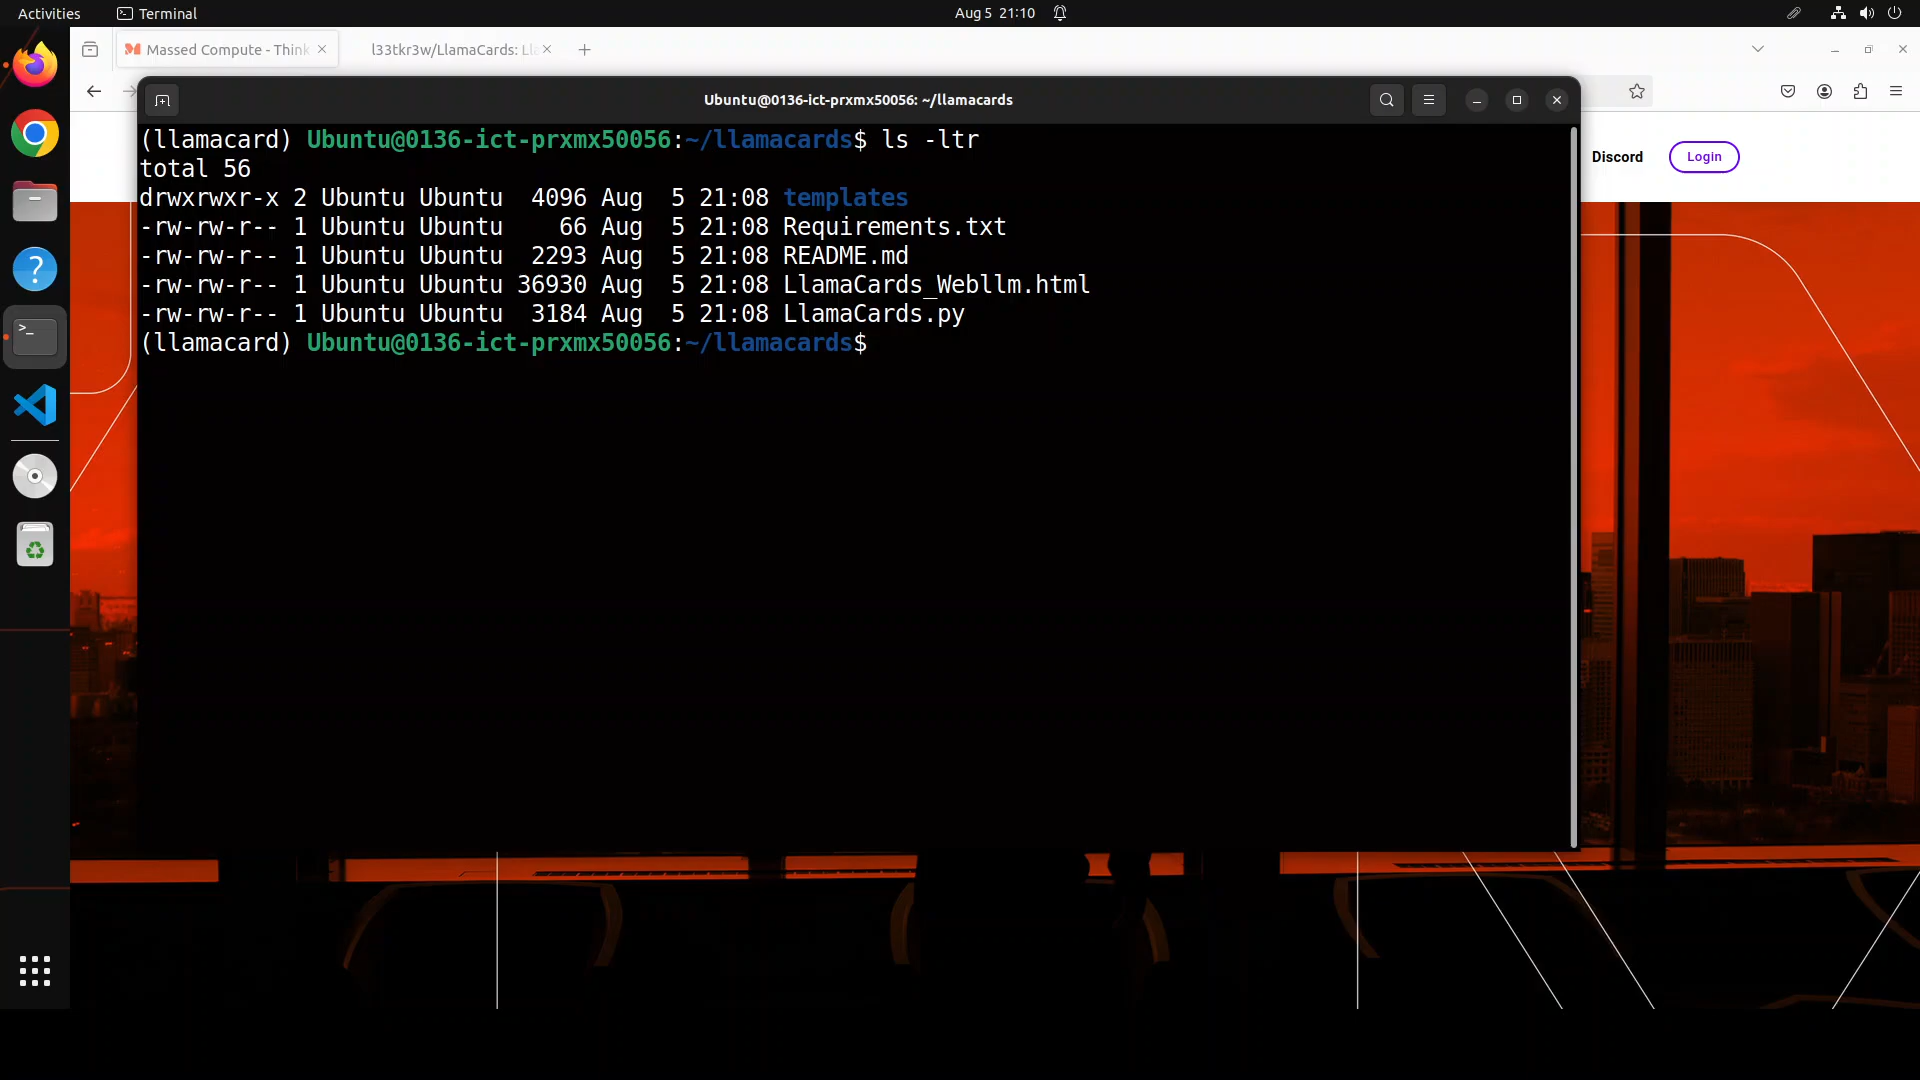 Activities
Terminal
Aug 5 21:10
Massed Compute - Think
l33tkr3w/LlamaCards: Ll
Ubuntu@0136-ict-prxmx50056: ~/llamacards
Discord
Login
(llamacard) Ubuntu@0136-ict-prxmx50056:~/llamacards$ ls -ltr
total 56
drwxrwxr-x 2 Ubuntu Ubuntu  4096 Aug  5 21:08 templates
-rw-rw-r-- 1 Ubuntu Ubuntu    66 Aug  5 21:08 Requirements.txt
-rw-rw-r-- 1 Ubuntu Ubuntu  2293 Aug  5 21:08 README.md
-rw-rw-r-- 1 Ubuntu Ubuntu 36930 Aug  5 21:08 LlamaCards_Webllm.html
-rw-rw-r-- 1 Ubuntu Ubuntu  3184 Aug  5 21:08 LlamaCards.py
(llamacard) Ubuntu@0136-ict-prxmx50056:~/llamacards$